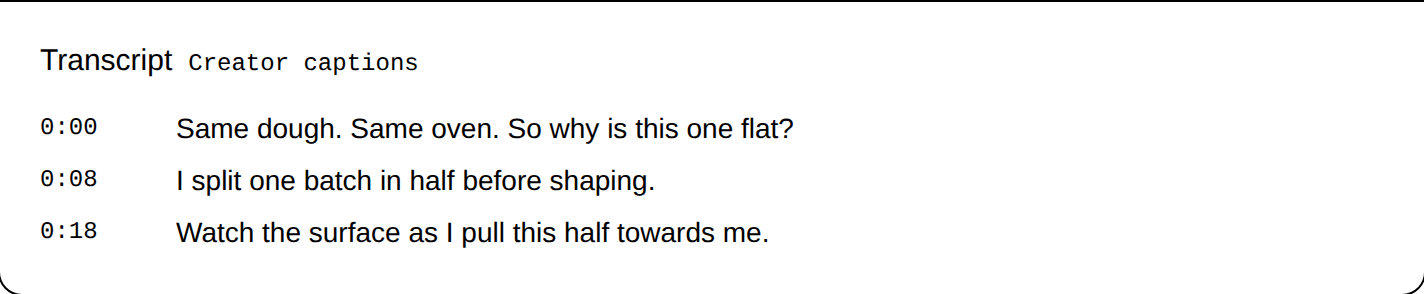 Transcript Creator captions
0:00 Same dough. Same oven. So why is this one flat?
0:08 I split one batch in half before shaping.
0:18 Watch the surface as I pull this half towards me.